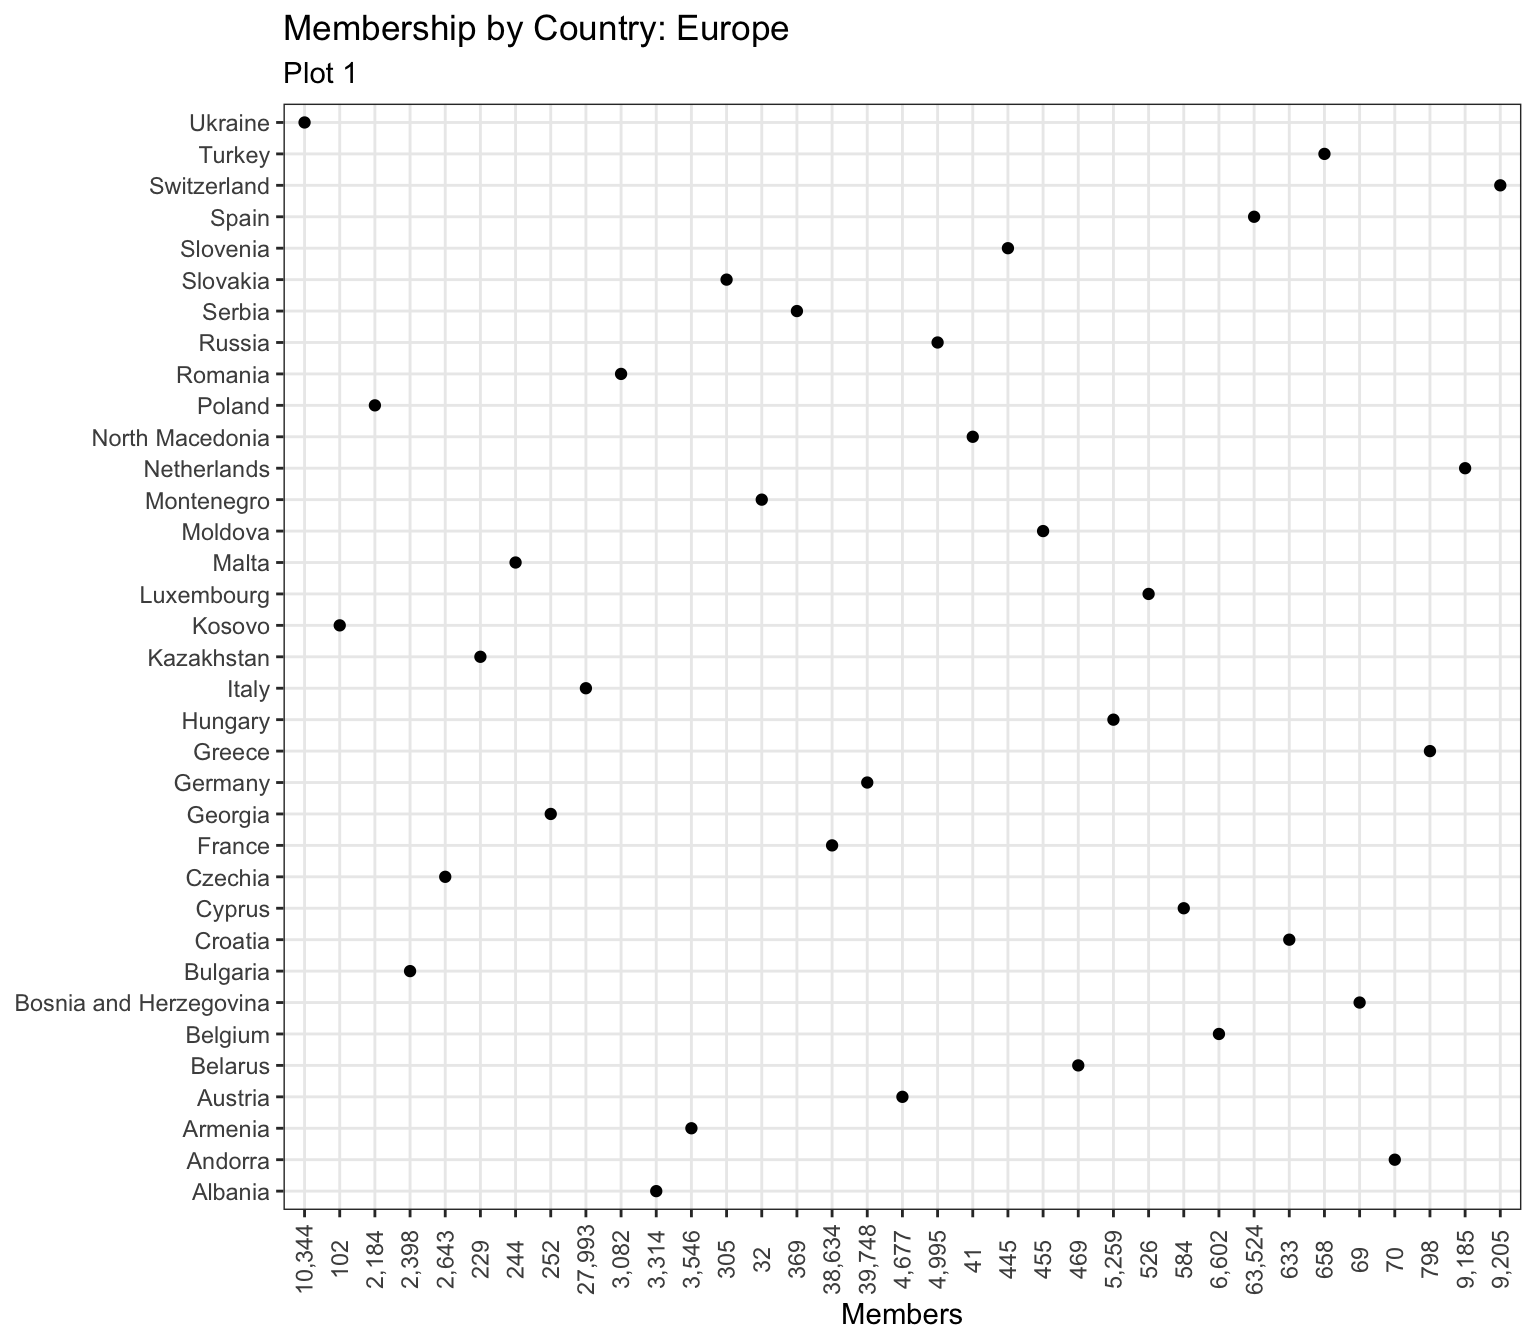 Membership by Country: Europe
Plot 1
Ukraine
Turkey
Switzerland
Spain
Slovenia
Slovakia
Serbia
Russia
Romania
Poland
North Macedonia
Netherlands
Montenegro
Moldova
Malta
Luxembourg
Kosovo
Kazakhstan
Italy
Hungary
Greece
Germany
Georgia
France
Czechia
Cyprus
Croatia
Bulgaria
Bosnia and Herzegovina
Belgium
Belarus
Austria
Armenia
Andorra
Albania
10,344
102
2,184
2,398
2,643
229
244
252
27,993
3,082
3,314
3,546
305
32
369
38,634
39,748
4,677
4,995
41
445
455
469
5,259
526
584
6,602
63,524
633
658
69
70
798
9,185
9,205
Members